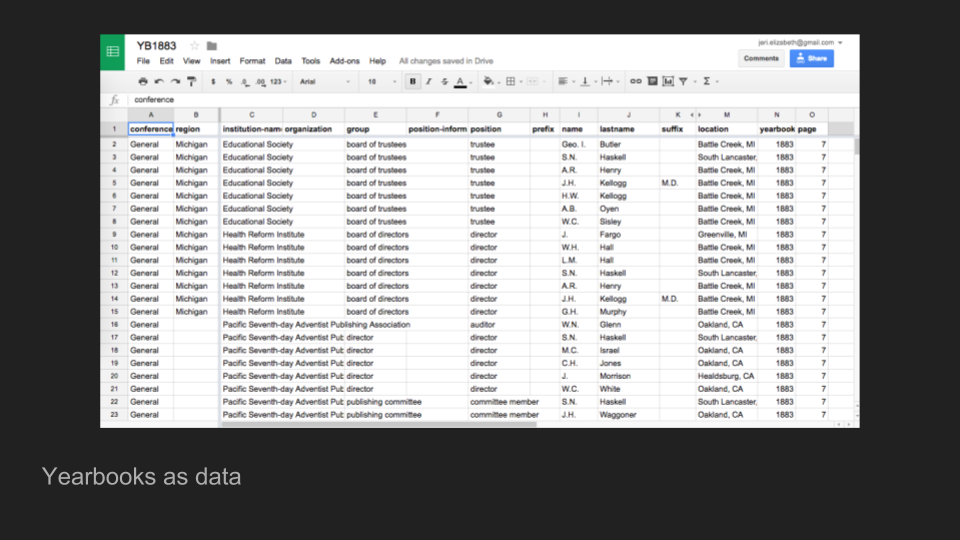 YB1883
jeri.elizabeth@gmail.com
File Edit View Insert Format Data Tools Add-ons Help All changes saved in Drive
Comments Share
$ % .0 .00 123 Arial 10 B I S A Σ
fx conference
A B C D E F G H I J K M N O
1 conference region institution-nam organization group position-inform position prefix name lastname suffix location yearbook page
2 General Michigan Educational Society board of trustees trustee Geo. I. Butler Battle Creek, MI 1883 7
3 General Michigan Educational Society board of trustees trustee S.N. Haskell South Lancaster, 1883 7
4 General Michigan Educational Society board of trustees trustee A.R. Henry Battle Creek, MI 1883 7
5 General Michigan Educational Society board of trustees trustee J.H. Kellogg M.D. Battle Creek, MI 1883 7
6 General Michigan Educational Society board of trustees trustee H.W. Kellogg Battle Creek, MI 1883 7
7 General Michigan Educational Society board of trustees trustee A.B. Oyen Battle Creek, MI 1883 7
8 General Michigan Educational Society board of trustees trustee W.C. Sisley Battle Creek, MI 1883 7
9 General Michigan Health Reform Institute board of directors director J. Fargo Greenville, MI 1883 7
10 General Michigan Health Reform Institute board of directors director W.H. Hall Battle Creek, MI 1883 7
11 General Michigan Health Reform Institute board of directors director L.M. Hall Battle Creek, MI 1883 7
12 General Michigan Health Reform Institute board of directors director S.N. Haskell South Lancaster, 1883 7
13 General Michigan Health Reform Institute board of directors director A.R. Henry Battle Creek, MI 1883 7
14 General Michigan Health Reform Institute board of directors director J.H. Kellogg M.D. Battle Creek, MI 1883 7
15 General Michigan Health Reform Institute board of directors director G.H. Murphy Battle Creek, MI 1883 7
16 General Pacific Seventh-day Adventist Publishing Association auditor W.N. Glenn Oakland, CA 1883 7
17 General Pacific Seventh-day Adventist Pub director director S.N. Haskell South Lancaster, 1883 7
18 General Pacific Seventh-day Adventist Pub director director M.C. Israel Oakland, CA 1883 7
19 General Pacific Seventh-day Adventist Pub director director C.H. Jones Oakland, CA 1883 7
20 General Pacific Seventh-day Adventist Pub director director J. Morrison Healdsburg, CA 1883 7
21 General Pacific Seventh-day Adventist Pub director director W.C. White Oakland, CA 1883 7
22 General Pacific Seventh-day Adventist Pub publishing committee committee member S.N. Haskell South Lancaster, 1883 7
23 General Pacific Seventh-day Adventist Pub publishing committee committee member J.H. Waggoner Oakland, CA 1883 7
Yearbooks as data